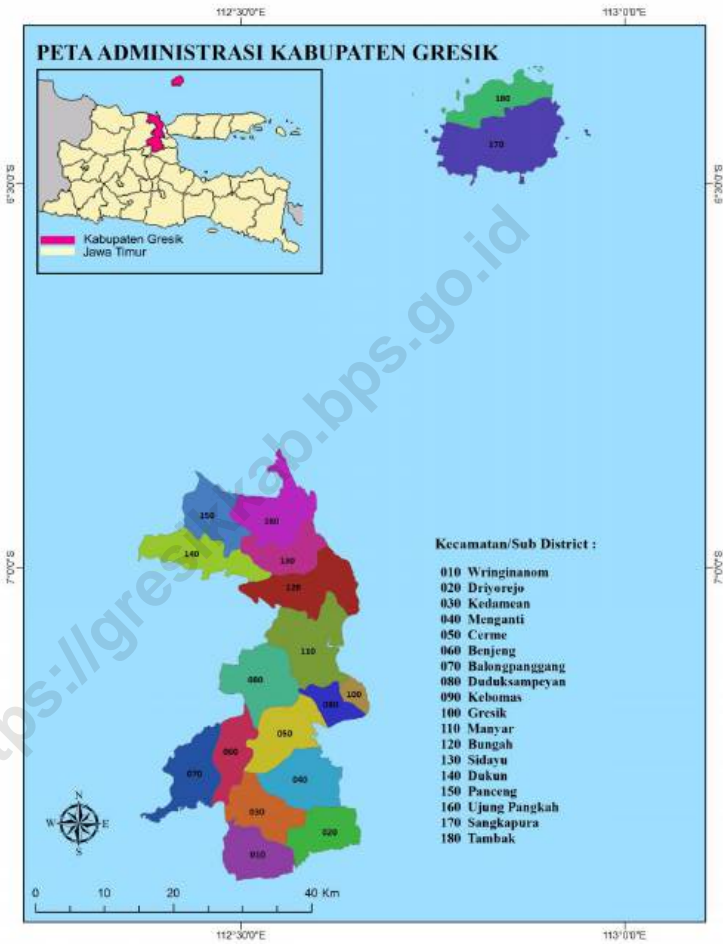 112°30'0"E
113°0'0"E
PETA ADMINISTRASI KABUPATEN GRESIK
Kabupaten Gresik
Jawa Timur
180
170
6°30'0"S
6°30'0"S
150
160
140
130
120
7°0'0"S
7°0'0"S
110
080
100
090
050
060
070
040
030
020
010
Kecamatan/Sub District :
010 Wringinanom
020 Driyorejo
030 Kedamean
040 Menganti
050 Cerme
060 Benjeng
070 Balongpanggang
080 Duduksampeyan
090 Kebomas
100 Gresik
110 Manyar
120 Bungah
130 Sidayu
140 Dukun
150 Panceng
160 Ujung Pangkah
170 Sangkapura
180 Tambak
N
W
E
S
0 10 20 40 Km
112°30'0"E
113°0'0"E
tps://gresikkab.bps.go.id